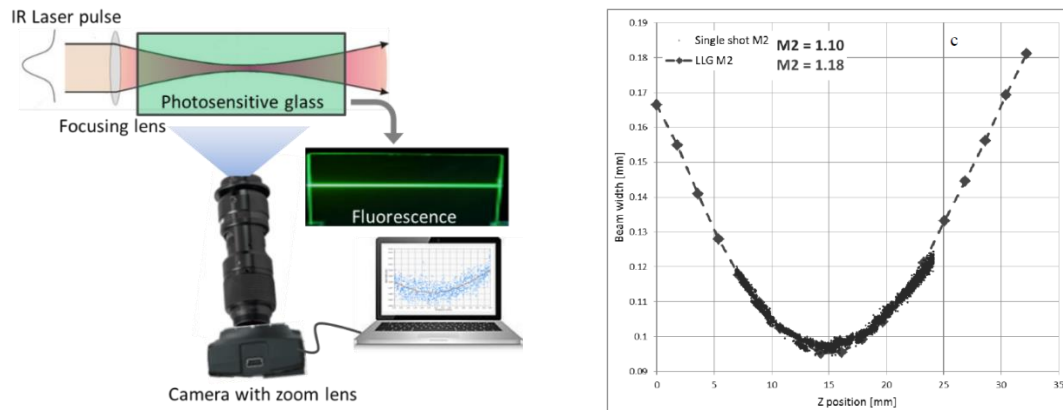 IR Laser pulse
Photosensitive glass
Focusing lens
Fluorescence
Camera with zoom lens
0.19
0.18
0.17
0.16
0.15
0.14
0.13
0.12
0.11
0.1
0.09
Beam width [mm]
Single shot M2
LLG M2
M2 = 1.10
M2 = 1.18
c
0 5 10 15 20 25 30 35
Z position [mm]